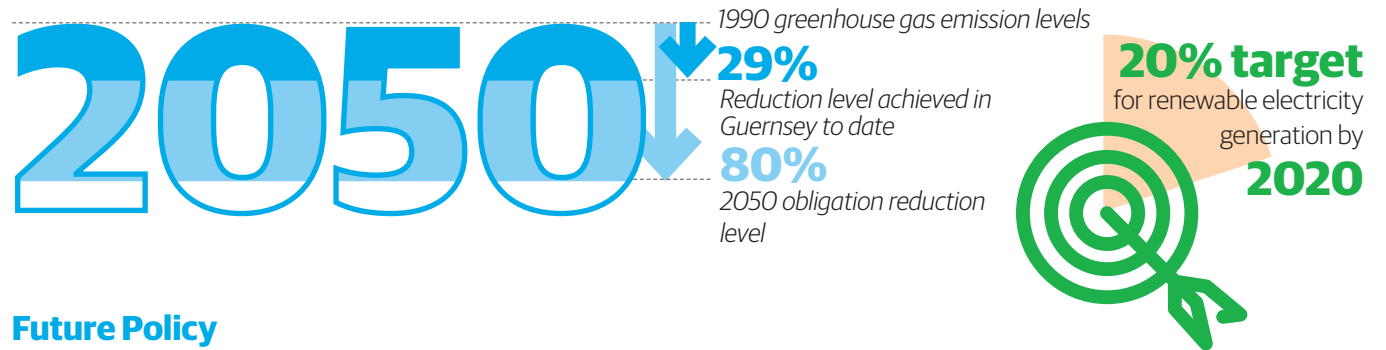 2050
1990 greenhouse gas emission levels
29%
Reduction level achieved in
Guernsey to date
80%
2050 obligation reduction
level
20% target
for renewable electricity
generation by
2020
Future Policy